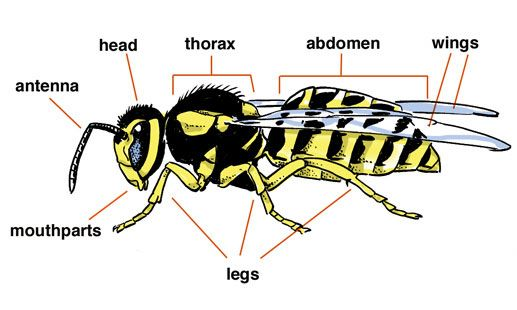 head
thorax
abdomen
wings
antenna
mouthparts
legs